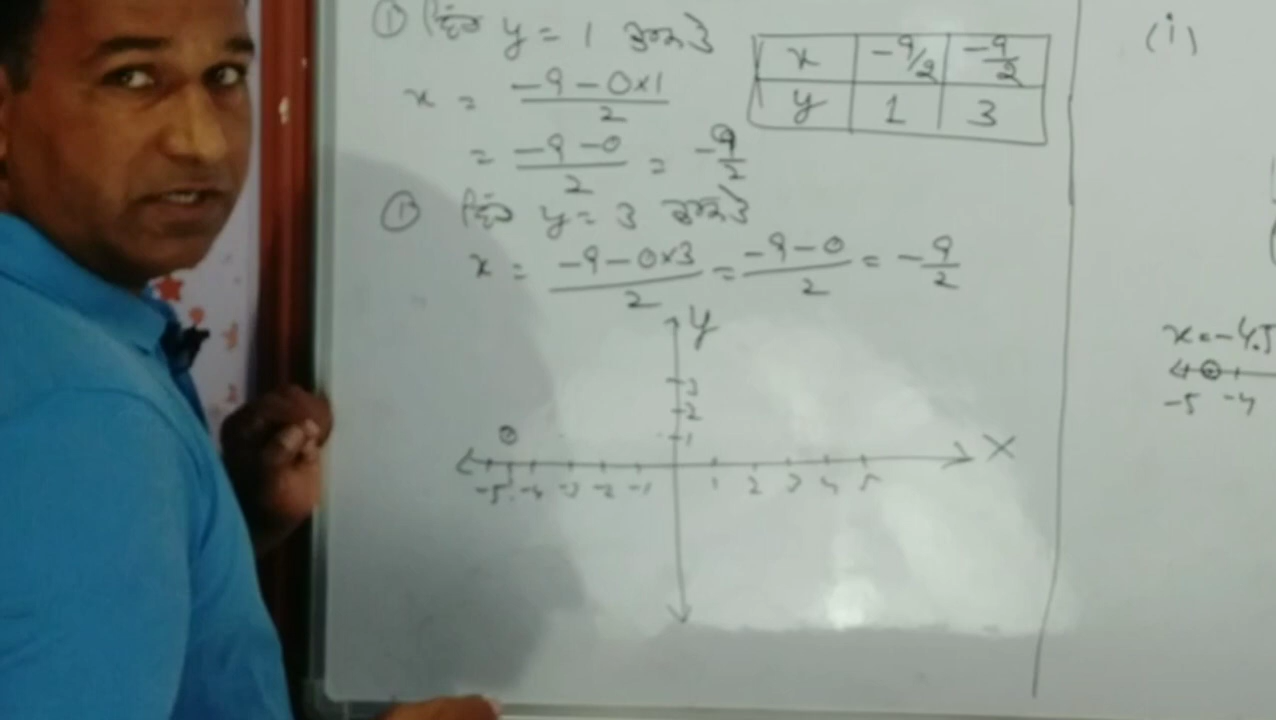 ① y = 1
x = (-9 - 0×1)/2
= (-9 - 0)/2 = -9/2
x | -9/2 | -9/2
y | 1 | 3
① y = 3
x = (-9 - 0×3)/2 = (-9 - 0)/2 = -9/2
y
3
2
1
X
-5 -4 -3 -2 -1 1 2 3 4 5
(i)
x = -4.5
-5 -4